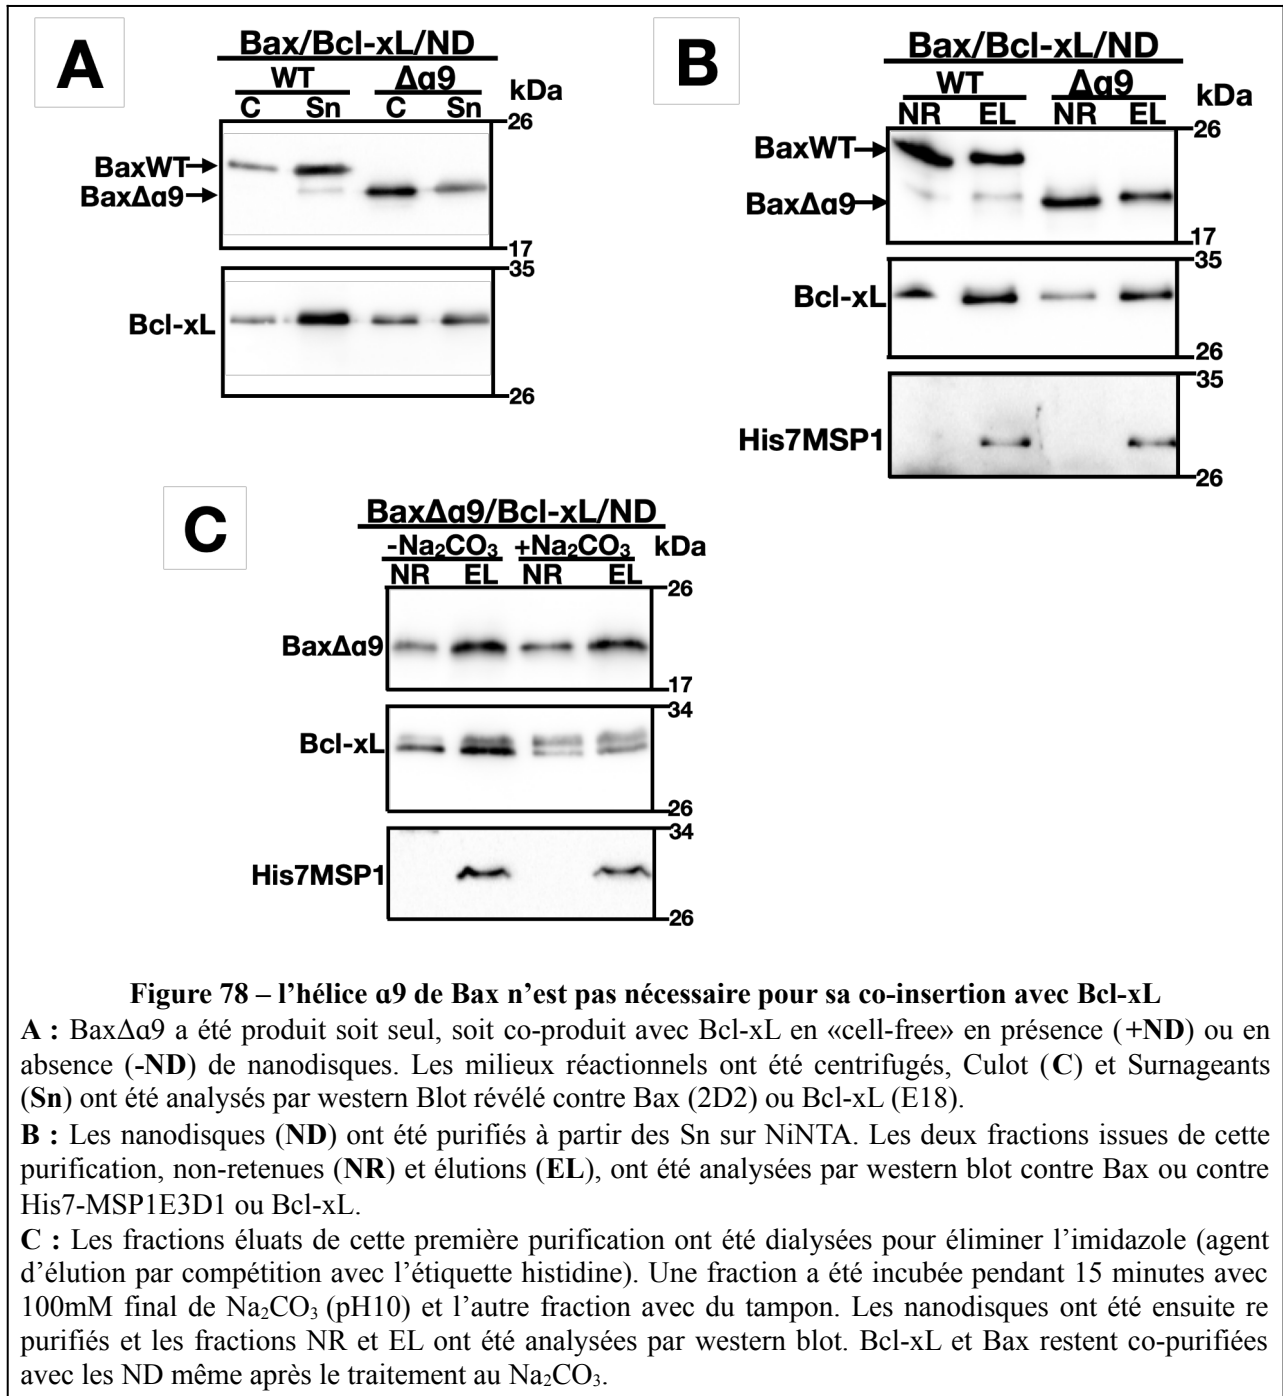 A
Bax/Bcl-xL/ND
WT Δα9
C Sn C Sn kDa
26
BaxWT
BaxΔα9
17
35
Bcl-xL
26
B
Bax/Bcl-xL/ND
WT Δα9
NR EL NR EL kDa
26
BaxWT
BaxΔα9
17
35
Bcl-xL
26
35
His7MSP1
26
C
BaxΔα9/Bcl-xL/ND
-Na₂CO₃ +Na₂CO₃ kDa
NR EL NR EL
26
BaxΔα9
17
34
Bcl-xL
26
34
His7MSP1
26
Figure 78 – l’hélice α9 de Bax n’est pas nécessaire pour sa co-insertion avec Bcl-xL
A : BaxΔα9 a été produit soit seul, soit co-produit avec Bcl-xL en «cell-free» en présence (+ND) ou en
absence (-ND) de nanodisques. Les milieux réactionnels ont été centrifugés, Culot (C) et Surnageants
(Sn) ont été analysés par western Blot révélé contre Bax (2D2) ou Bcl-xL (E18).
B : Les nanodisques (ND) ont été purifiés à partir des Sn sur NiNTA. Les deux fractions issues de cette
purification, non-retenues (NR) et élutions (EL), ont été analysées par western blot contre Bax ou contre
His7-MSP1E3D1 ou Bcl-xL.
C : Les fractions éluats de cette première purification ont été dialysées pour éliminer l’imidazole (agent
d’élution par compétition avec l’étiquette histidine). Une fraction a été incubée pendant 15 minutes avec
100mM final de Na₂CO₃ (pH10) et l’autre fraction avec du tampon. Les nanodisques ont été ensuite re
purifiés et les fractions NR et EL ont été analysées par western blot. Bcl-xL et Bax restent co-purifiées
avec les ND même après le traitement au Na₂CO₃.